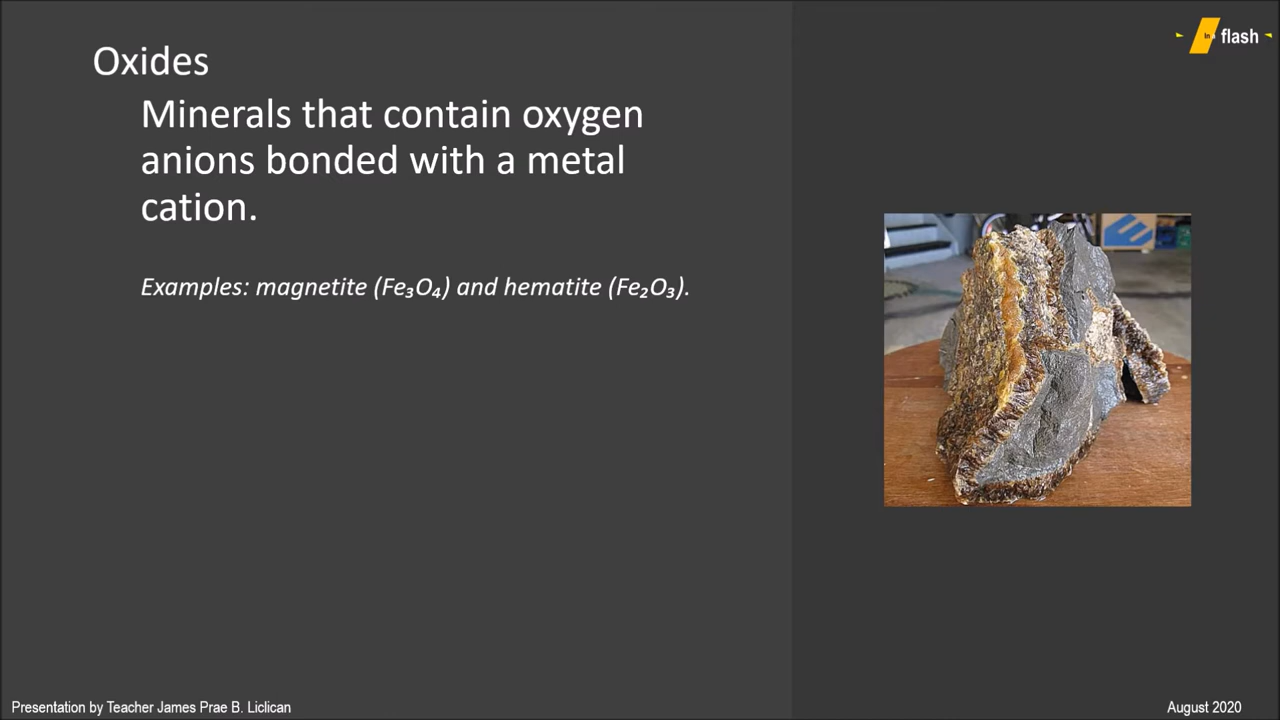 In flash
Oxides
Minerals that contain oxygen
anions bonded with a metal
cation.
Examples: magnetite (Fe₃O₄) and hematite (Fe₂O₃).
Presentation by Teacher James Prae B. Liclican
August 2020